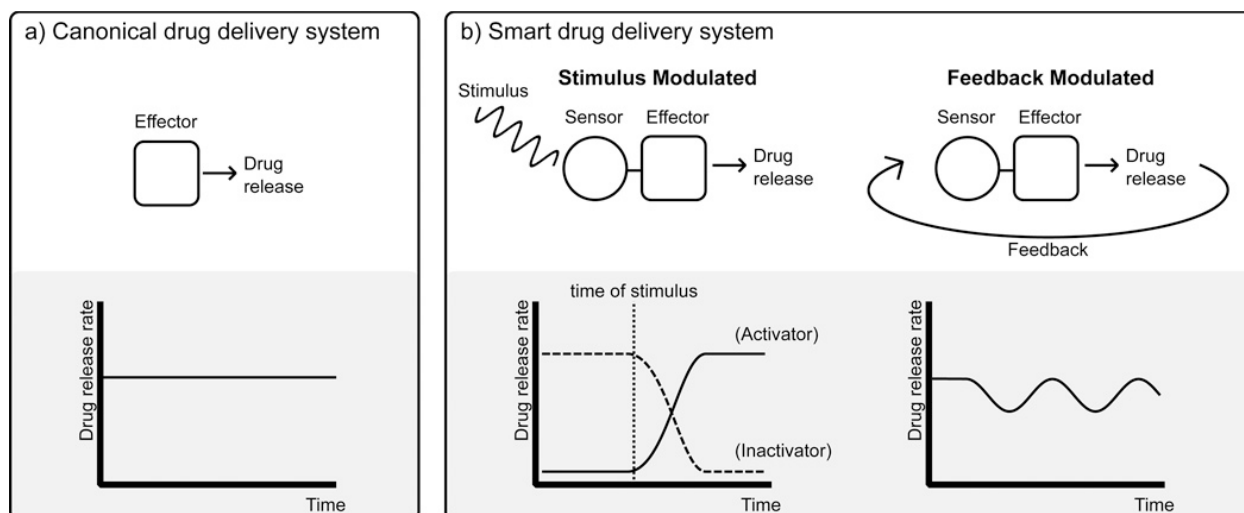 a) Canonical drug delivery system
Effector
Drug
release
Drug release rate
Time
b) Smart drug delivery system
Stimulus Modulated
Stimulus
Sensor
Effector
Drug
release
time of stimulus
(Activator)
(Inactivator)
Drug release rate
Time
Feedback Modulated
Sensor
Effector
Drug
release
Feedback
Drug release rate
Time